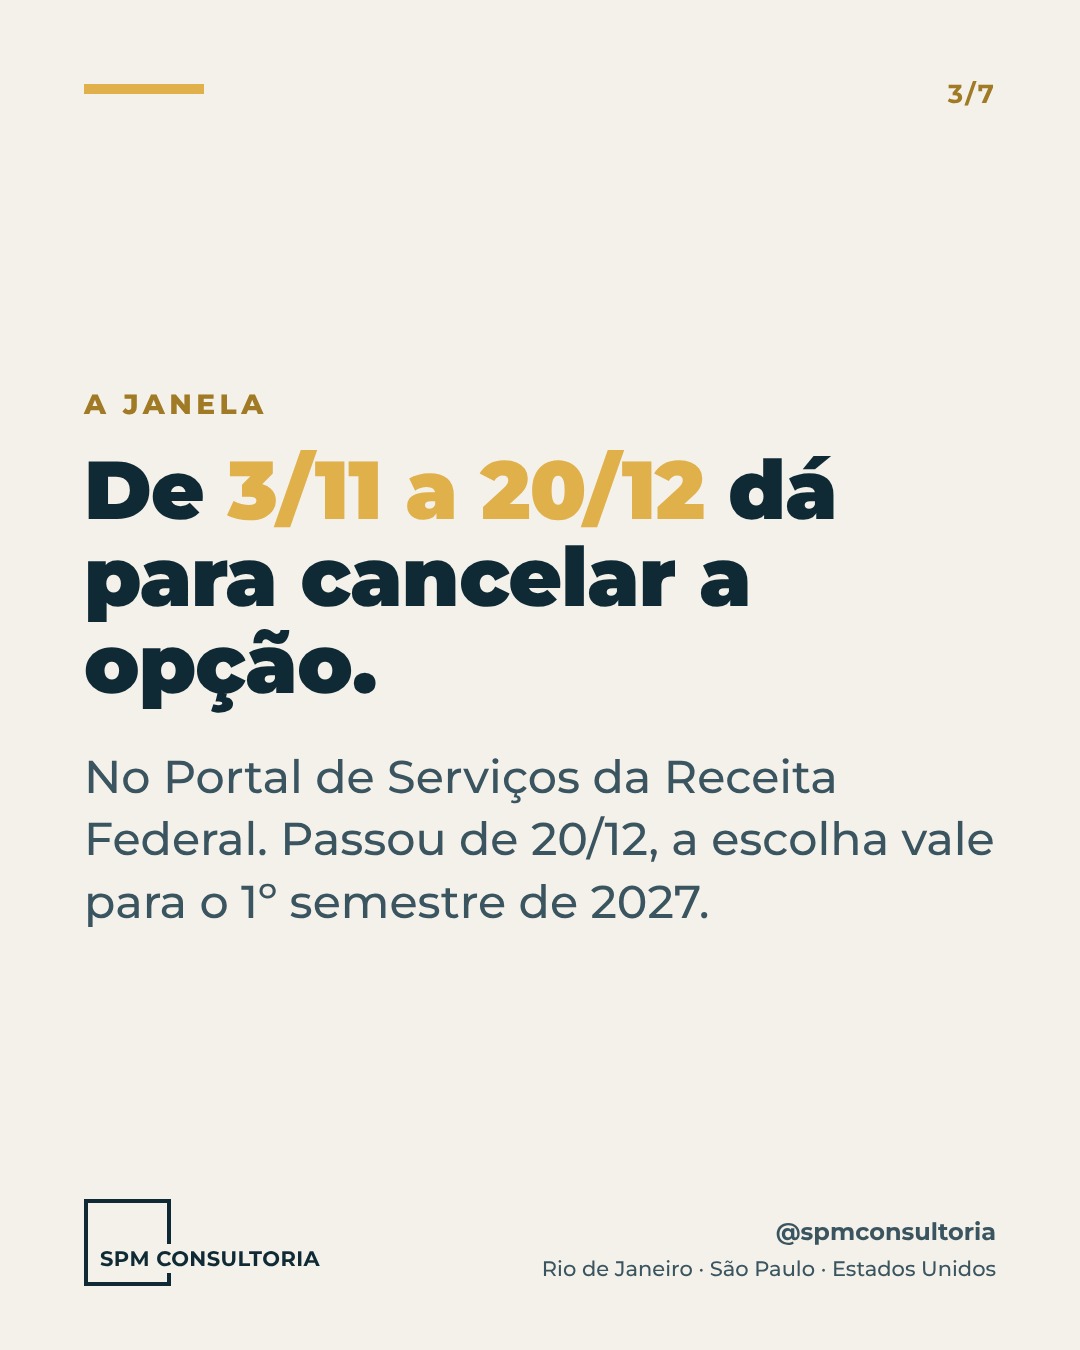 3/7
A JANELA
De 3/11 a 20/12 dá
para cancelar a
opção.
No Portal de Serviços da Receita
Federal. Passou de 20/12, a escolha vale
para o 1º semestre de 2027.
SPM CONSULTORIA
@spmconsultoria
Rio de Janeiro · São Paulo · Estados Unidos